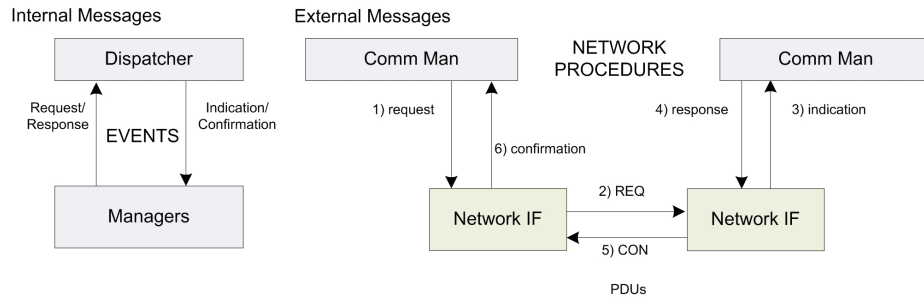 Internal Messages
Dispatcher
Request/
Response
Indication/
Confirmation
EVENTS
Managers
External Messages
Comm Man
NETWORK
PROCEDURES
Comm Man
1) request
6) confirmation
4) response
3) indication
Network IF
2) REQ
5) CON
Network IF
PDUs